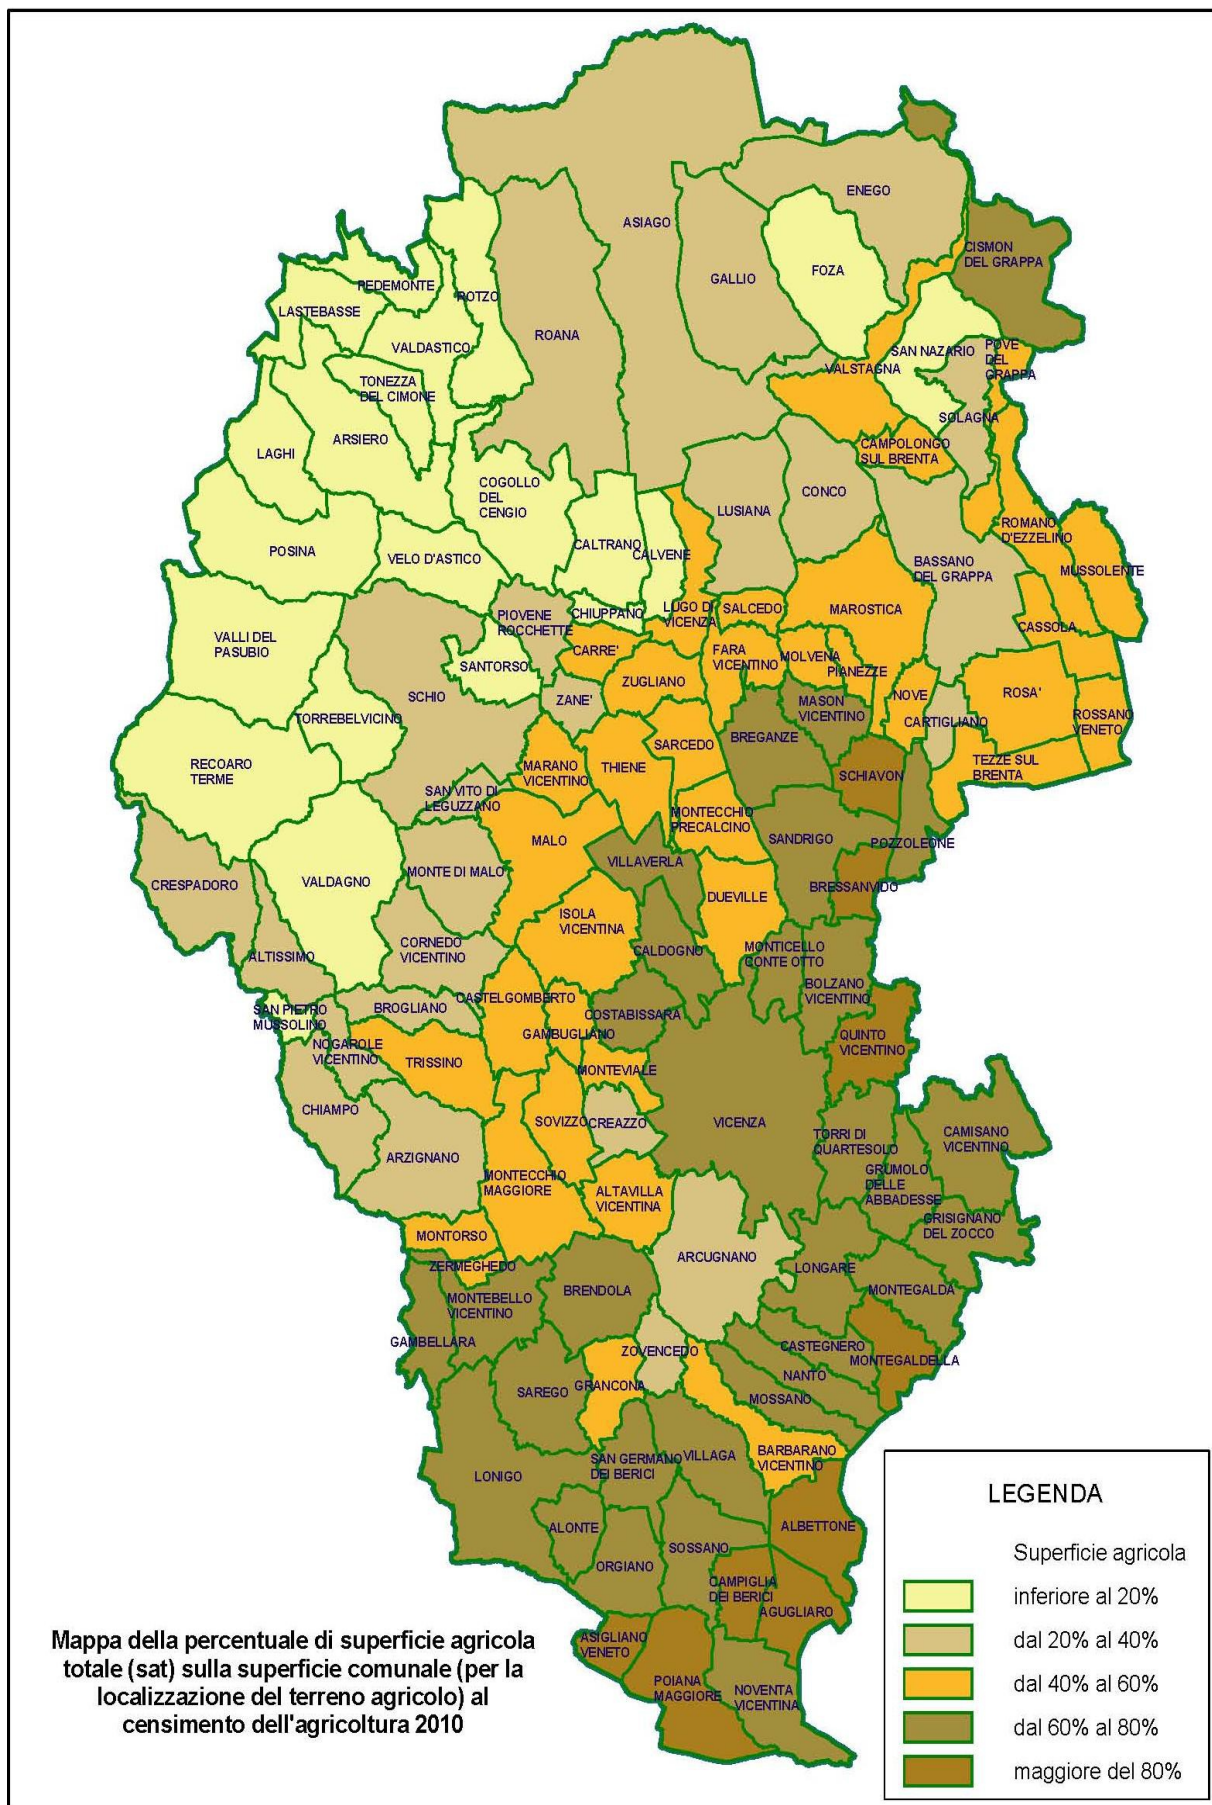 ENEGO
ASIAGO
CISMON
DEL GRAPPA
FOZA
GALLIO
PEDEMONTE
ROTZO
LASTEBASSE
ROANA
VALDASTICO
SAN NAZARIO
POVE
DEL
GRAPPA
VALSTAGNA
TONEZZA
DEL CIMONE
SOLAGNA
ARSIERO
LAGHI
CAMPOLONGO
SUL BRENTA
COGOLLO
DEL
CENGIO
CONCO
LUSIANA
ROMANO
D'EZZELINO
POSINA
VELO D'ASTICO
CALTRANO
CALVENE
BASSANO
DEL GRAPPA
MUSSOLENTE
PIOVENE
ROCCHETTE
CHIUPPANO
LUGO DI
VICENZA
SALCEDO
MAROSTICA
CASSOLA
VALLI DEL
PASUBIO
SANTORSO
CARRE'
FARA
VICENTINO
MOLVENA
PIANEZZE
ZUGLIANO
SCHIO
ZANE'
MASON
VICENTINO
NOVE
ROSA'
TORREBELVICINO
CARTIGLIANO
ROSSANO
VENETO
BREGANZE
SARCEDO
RECOARO
TERME
MARANO
VICENTINO
THIENE
SCHIAVON
TEZZE SUL
BRENTA
SAN VITO DI
LEGUZZANO
MONTECCHIO
PRECALCINO
SANDRIGO
POZZOLEONE
MALO
VILLAVERLA
CRESPADORO
VALDAGNO
MONTE DI MALO
BRESSANVIDO
DUEVILLE
ISOLA
VICENTINA
CORNEDO
VICENTINO
ALTISSIMO
CALDOGNO
MONTICELLO
CONTE OTTO
BOLZANO
VICENTINO
SAN PIETRO
MUSSOLINO
BROGLIANO
CASTELGOMBERTO
COSTABISSARA
GAMBUGLIANO
QUINTO
VICENTINO
NOGAROLE
VICENTINO
TRISSINO
MONTEVIALE
CHIAMPO
SOVIZZO
CREAZZO
VICENZA
TORRI DI
QUARTESOLO
CAMISANO
VICENTINO
ARZIGNANO
MONTECCHIO
MAGGIORE
ALTAVILLA
VICENTINA
GRUMOLO
DELLE
ABBADESSE
GRISIGNANO
DEL ZOCCO
MONTORSO
ARCUGNANO
ZERMEGHEDO
LONGARE
MONTEGALDA
BRENDOLA
MONTEBELLO
VICENTINO
GAMBELLARA
ZOVENCEDO
CASTEGNERO
MONTEGALDELLA
NANTO
GRANCONA
SAREGO
MOSSANO
BARBARANO
VICENTINO
SAN GERMANO
DEI BERICI
VILLAGA
LONIGO
ALONTE
ALBETTONE
SOSSANO
ORGIANO
CAMPIGLIA
DEI BERICI
AGUGLIARO
ASIGLIANO
VENETO
POIANA
MAGGIORE
NOVENTA
VICENTINA
Mappa della percentuale di superficie agricola
totale (sat) sulla superficie comunale (per la
localizzazione del terreno agricolo) al
censimento dell'agricoltura 2010
LEGENDA
Superficie agricola
inferiore al 20%
dal 20% al 40%
dal 40% al 60%
dal 60% al 80%
maggiore del 80%